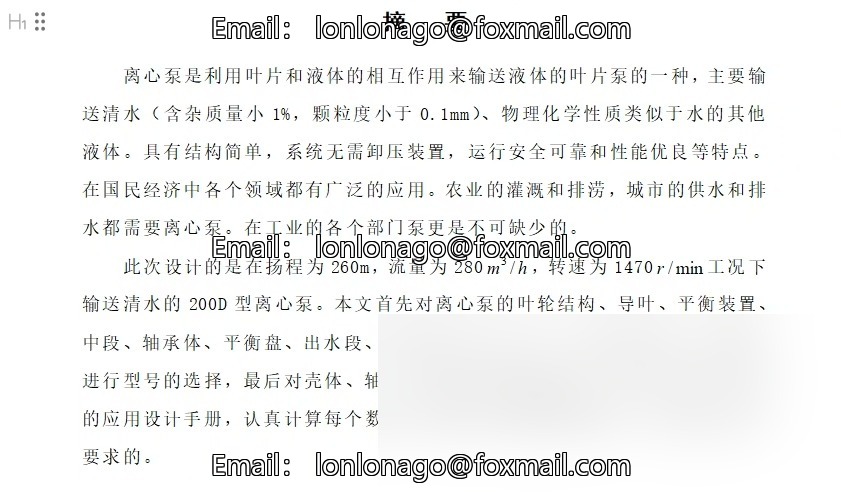 H1
摘 要
Email: lonlonago@foxmail.com
离心泵是利用叶片和液体的相互作用来输送液体的叶片泵的一种，主要输
送清水（含杂质量小 1%，颗粒度小于 0.1mm）、物理化学性质类似于水的其他
液体。具有结构简单，系统无需卸压装置，运行安全可靠和性能优良等特点。
在国民经济中各个领域都有广泛的应用。农业的灌溉和排涝，城市的供水和排
水都需要离心泵。在工业的各个部门泵更是不可缺少的。
Email: lonlonago@foxmail.com
此次设计的是在扬程为 260m，流量为 280m³/h，转速为 1470r/min工况下
输送清水的 200D 型离心泵。本文首先对离心泵的叶轮结构、导叶、平衡装置、
中段、轴承体、平衡盘、出水段、
进行型号的选择，最后对壳体、轴
的应用设计手册，认真计算每个数
要求的。
Email: lonlonago@foxmail.com